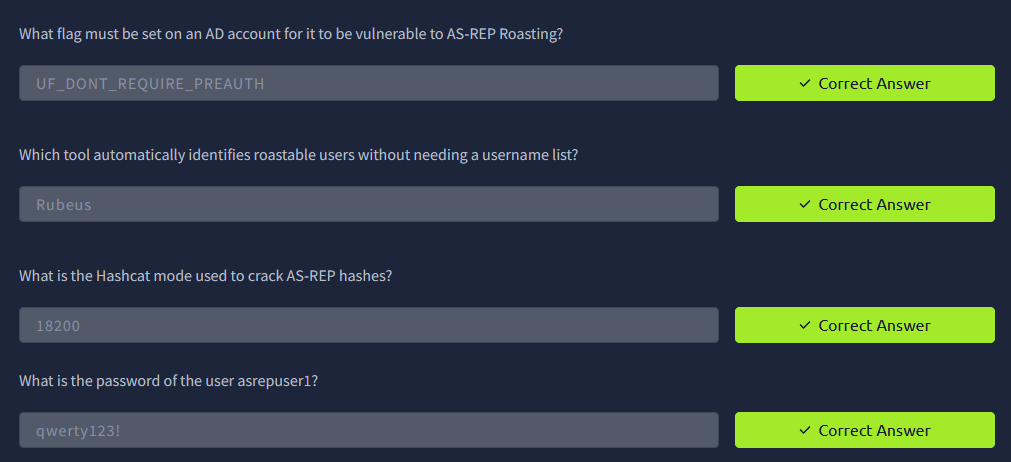 What flag must be set on an AD account for it to be vulnerable to AS-REP Roasting?
UF_DONT_REQUIRE_PREAUTH
✓ Correct Answer
Which tool automatically identifies roastable users without needing a username list?
Rubeus
✓ Correct Answer
What is the Hashcat mode used to crack AS-REP hashes?
18200
✓ Correct Answer
What is the password of the user asrepuser1?
qwerty123!
✓ Correct Answer